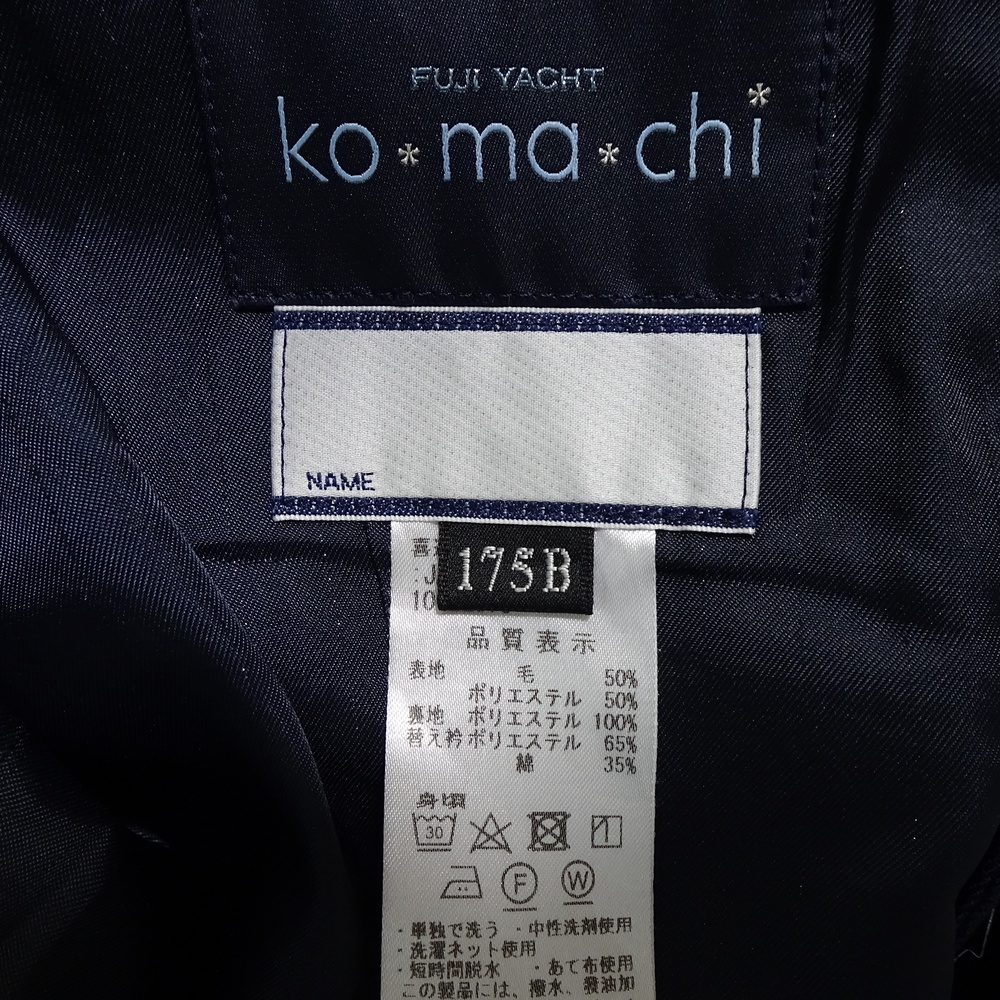 FUJI YACHT
ko*ma*chi*
NAME
175B
喜
:J
10
品質表示
表地 毛 50%
ポリエステル 50%
裏地 ポリエステル 100%
替え衿 ポリエステル 65%
綿 35%
身頃
30
F W
・単独で洗う ・中性洗剤使用
・洗濯ネット使用
・短時間脱水 ・あて布使用
この製品には、撥水、撥油加